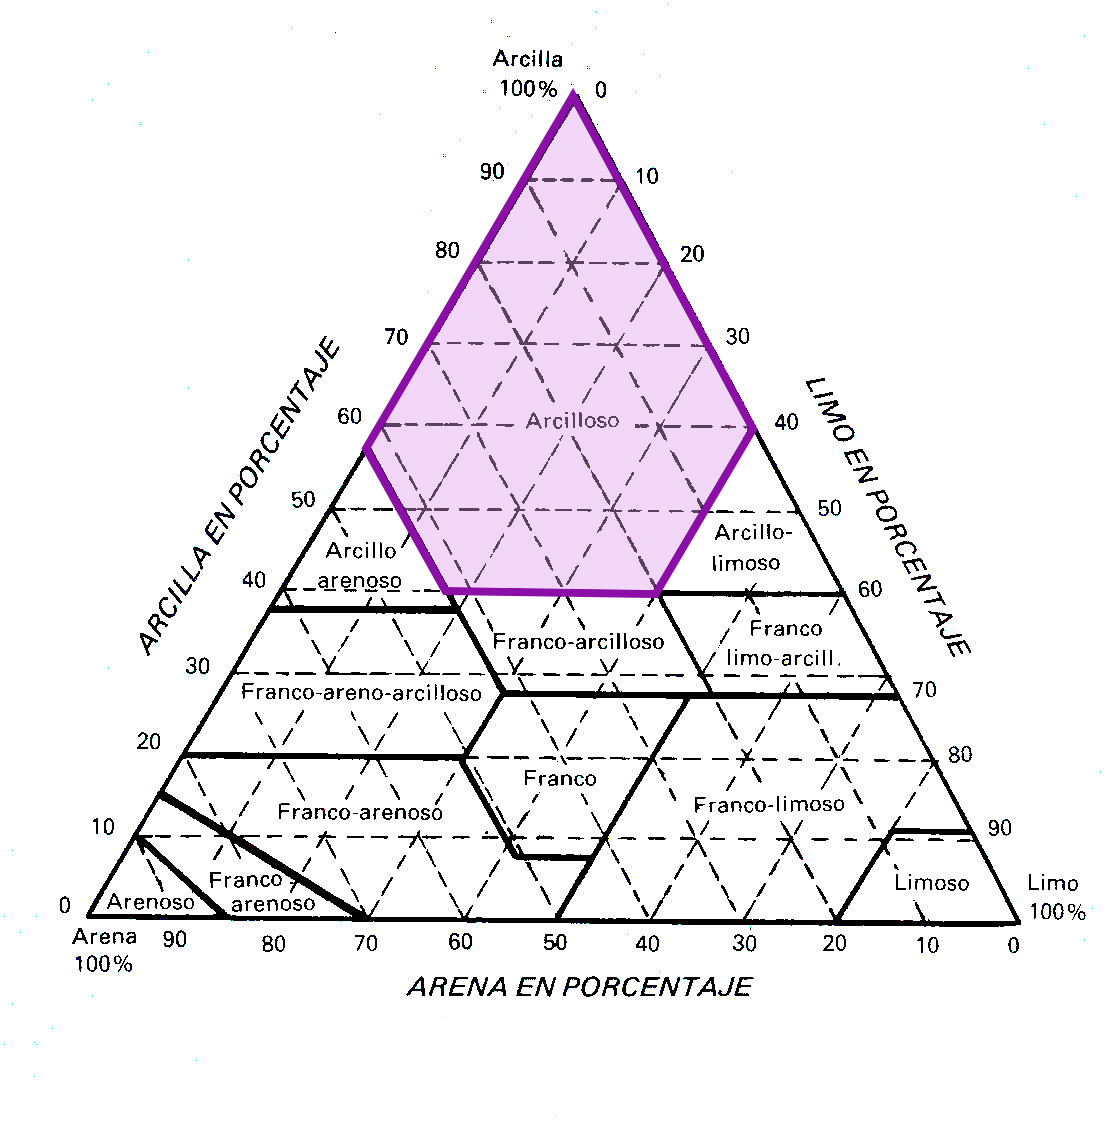 Arcilla
100% 0
90 10
80 20
70 30
60 Arcilloso 40
ARCILLA EN PORCENTAJE
LIMO EN PORCENTAJE
50 50
Arcillo
arenoso
Arcillo-
limoso
40 60
Franco-arcilloso
Franco
limo-arcill.
30 70
Franco-areno-arcilloso
20 80
Franco
Franco-arenoso
Franco-limoso
10 90
Arenoso
Franco
arenoso
Limoso
0
Arena
100%
Limo
100%
90 80 70 60 50 40 30 20 10 0
ARENA EN PORCENTAJE